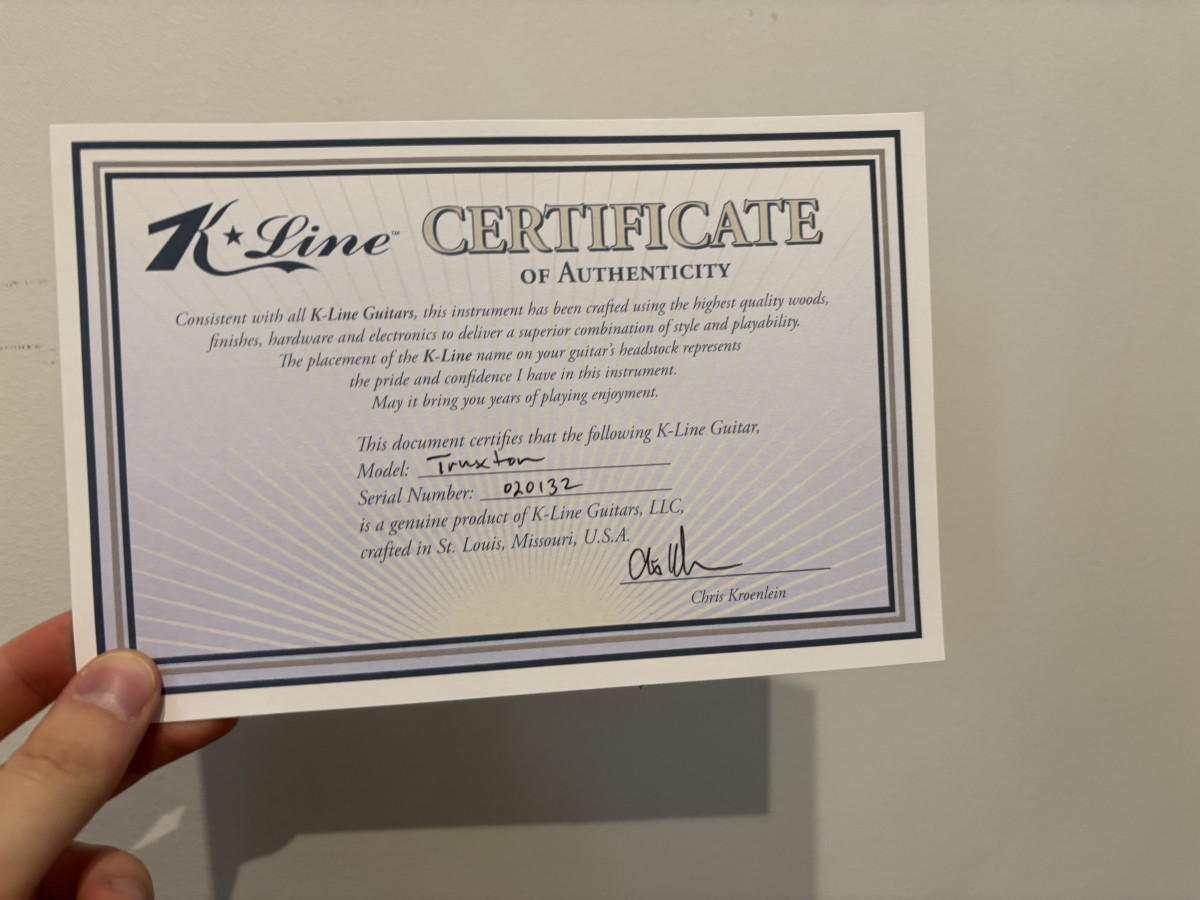 K★Line™ CERTIFICATE
OF AUTHENTICITY
Consistent with all K-Line Guitars, this instrument has been crafted using the highest quality woods,
finishes, hardware and electronics to deliver a superior combination of style and playability.
The placement of the K-Line name on your guitar's headstock represents
the pride and confidence I have in this instrument.
May it bring you years of playing enjoyment.
This document certifies that the following K-Line Guitar,
Model: Truxton
Serial Number: 020132
is a genuine product of K-Line Guitars, LLC,
crafted in St. Louis, Missouri, U.S.A.
Chris Kroenlein